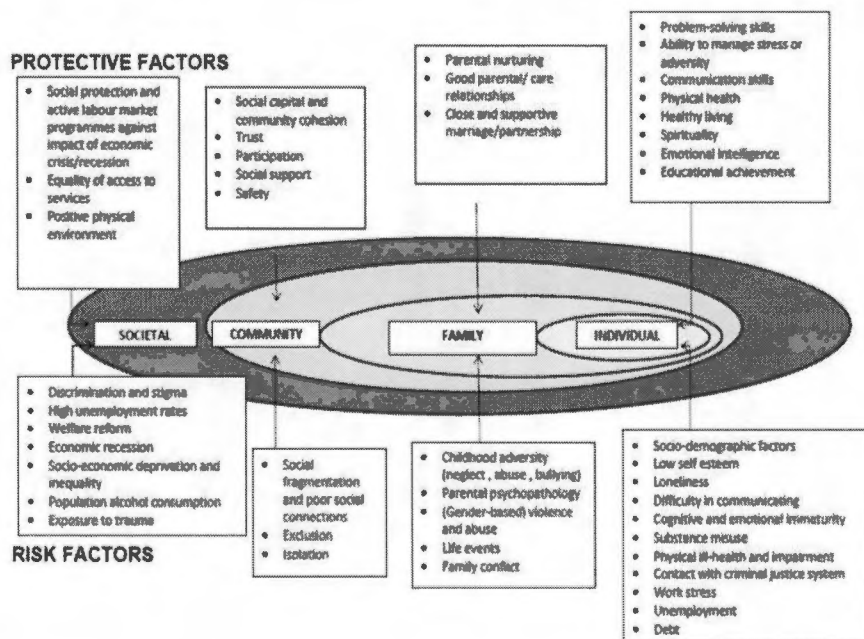 PROTECTIVE FACTORS
• Social protection and
active labour market
programmes against
impact of economic
crisis/recession
• Equality of access to
services
• Positive physical
environment
• Social capital and
community cohesion
• Trust
• Participation
• Social support
• Safety
• Parental nurturing
• Good parental/ care
relationships
• Close and supportive
marriage/partnership
• Problem-solving skills
• Ability to manage stress or
adversity
• Communication skills
• Physical health
• Healthy living
• Spirituality
• Emotional intelligence
• Educational achievement
SOCIETAL
COMMUNITY
FAMILY
INDIVIDUAL
• Discrimination and stigma
• High unemployment rates
• Welfare reform
• Economic recession
• Socio-economic deprivation and
inequality
• Population alcohol consumption
• Exposure to trauma
RISK FACTORS
• Social
fragmentation
and poor social
connections
• Exclusion
• Isolation
• Childhood adversity
(neglect , abuse , bullying)
• Parental psychopathology
• (Gender-based) violence
and abuse
• Life events
• Family conflict
• Socio-demographic factors
• Low self esteem
• Loneliness
• Difficulty in communicating
• Cognitive and emotional immaturity
• Substance misuse
• Physical ill-health and impairment
• Contact with criminal justice system
• Work stress
• Unemployment
• Debt